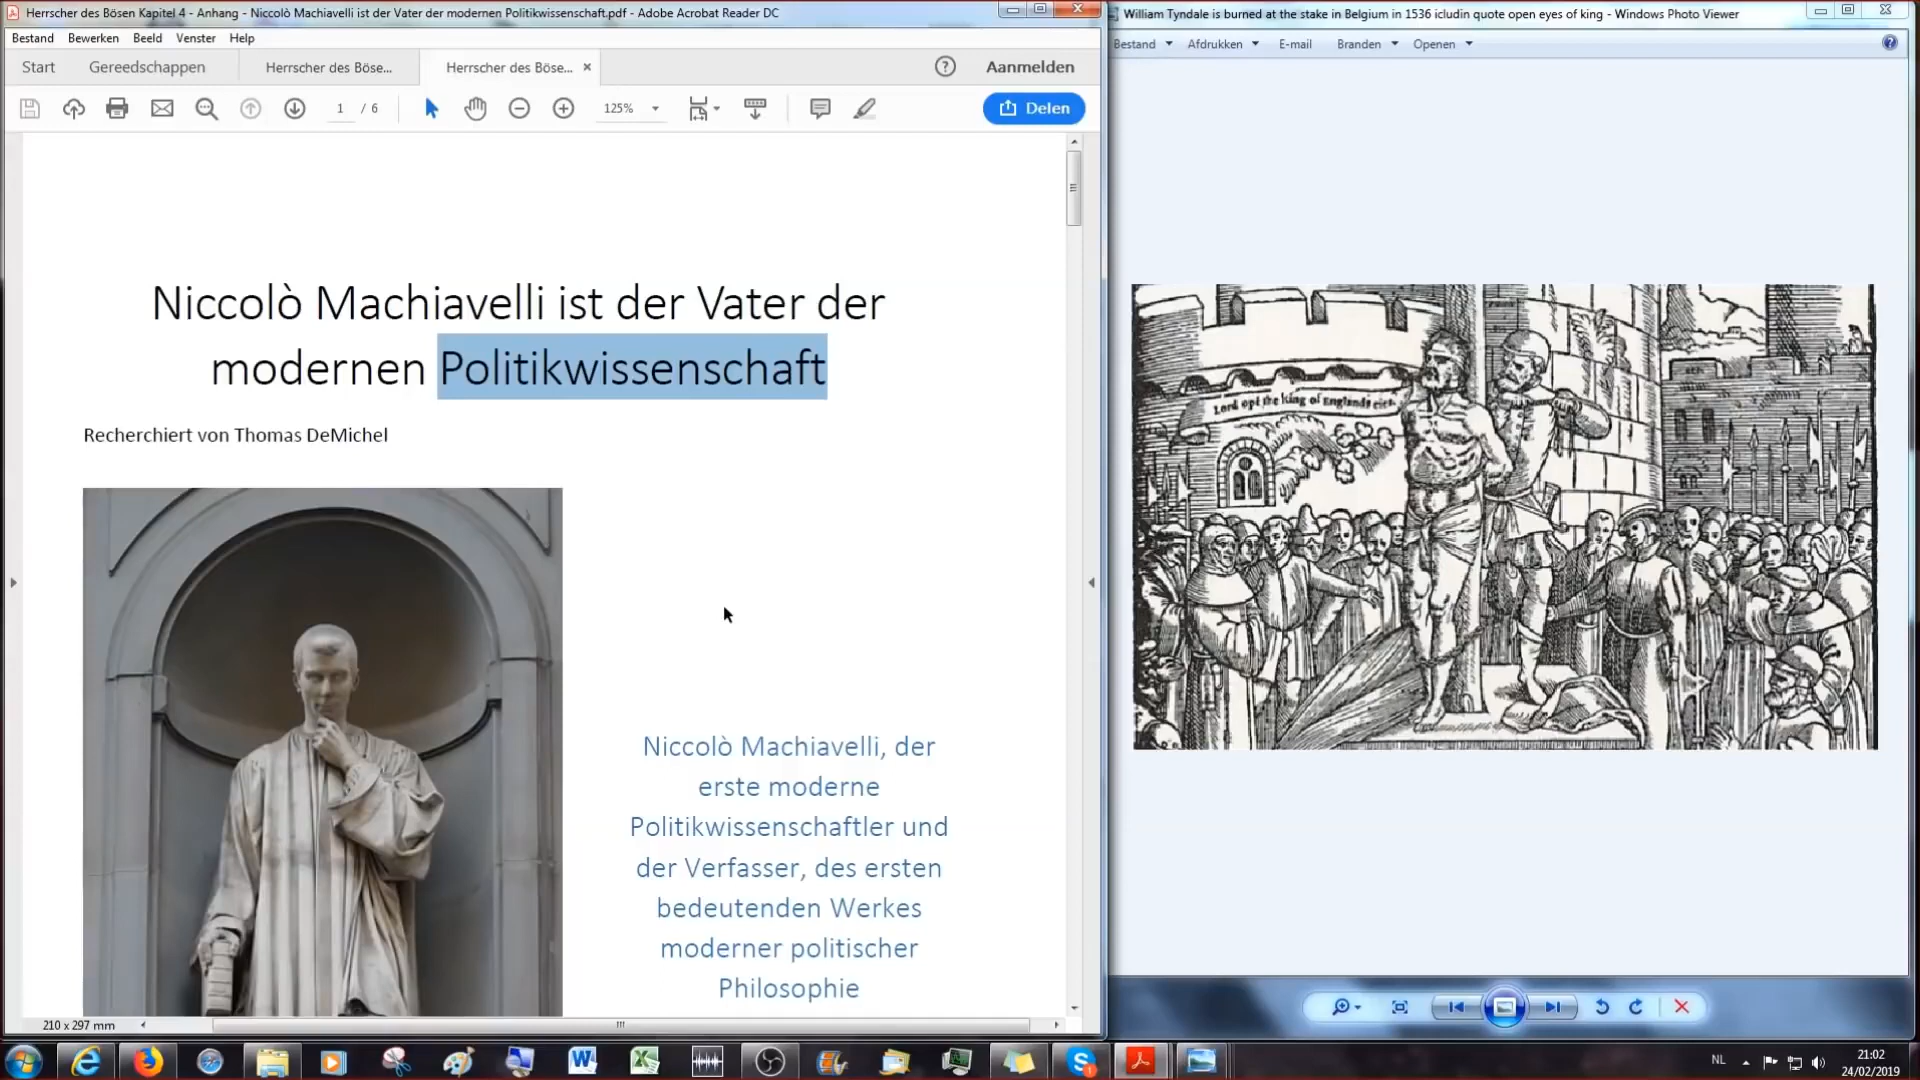 Herrscher des Bösen Kapitel 4 - Anhang - Niccolò Machiavelli ist der Vater der modernen Politikwissenschaft.pdf - Adobe Acrobat Reader DC
Bestand Bewerken Beeld Venster Help
Start Gereedschappen Herrscher des Böse... Herrscher des Böse... × Aanmelden
1 / 6 125% Delen
Niccolò Machiavelli ist der Vater der
modernen Politikwissenschaft
Recherchiert von Thomas DeMichel
Niccolò Machiavelli, der
erste moderne
Politikwissenschaftler und
der Verfasser, des ersten
bedeutenden Werkes
moderner politischer
Philosophie
210 x 297 mm
William Tyndale is burned at the stake in Belgium in 1536 icludin quote open eyes of king - Windows Photo Viewer
Bestand Afdrukken E-mail Branden Openen
Lord opē the king of Englands eies
NL
21:02
24/02/2019